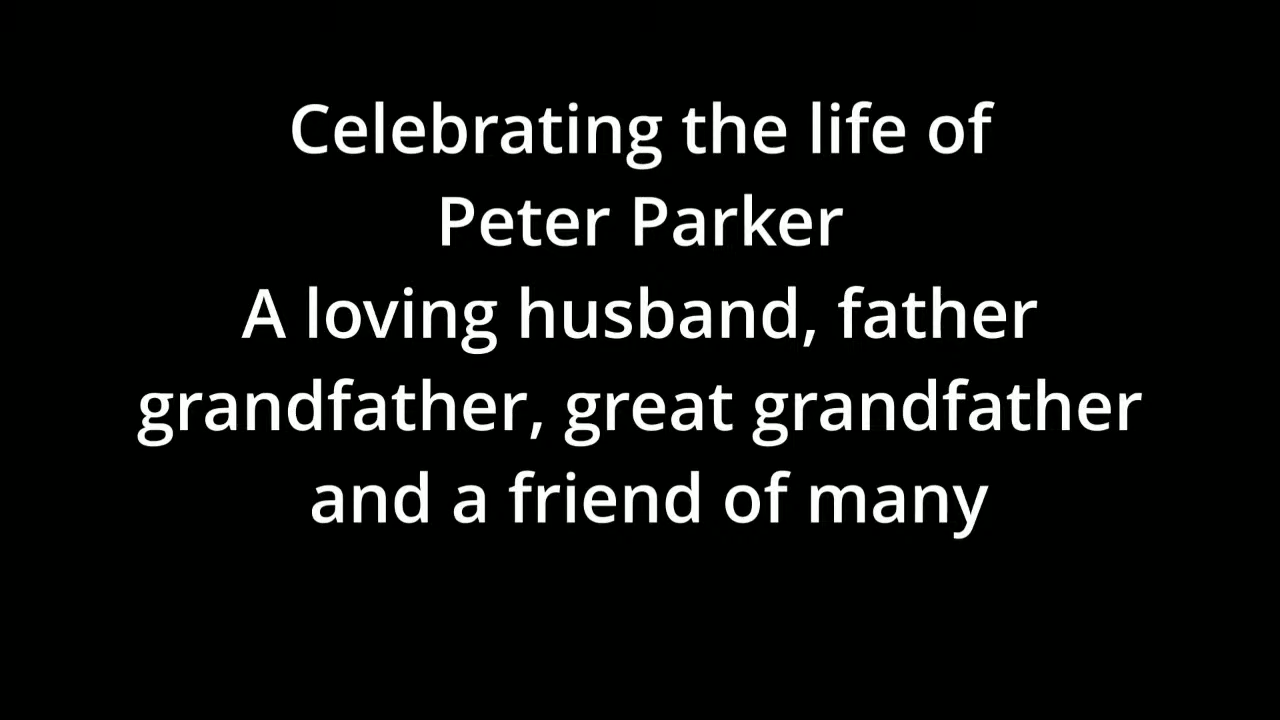 Celebrating the life of
Peter Parker
A loving husband, father
grandfather, great grandfather
and a friend of many